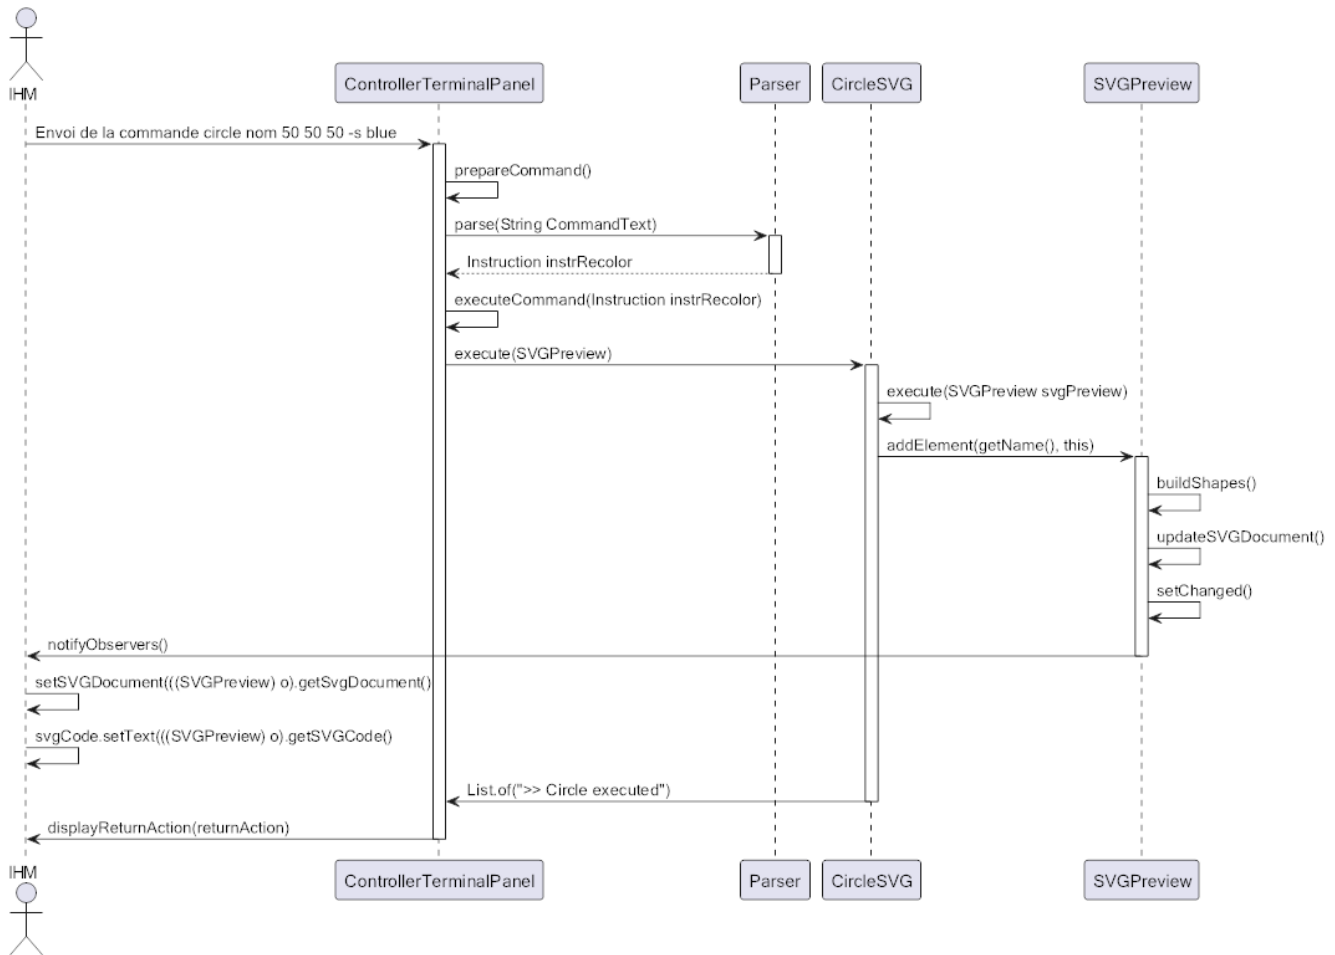 IHM
ControllerTerminalPanel
Parser
CircleSVG
SVGPreview
Envoi de la commande circle nom 50 50 50 -s blue
prepareCommand()
parse(String CommandText)
Instruction instrRecolor
executeCommand(Instruction instrRecolor)
execute(SVGPreview)
execute(SVGPreview svgPreview)
addElement(getName(), this)
buildShapes()
updateSVGDocument()
setChanged()
notifyObservers()
setSVGDocument(((SVGPreview) o).getSvgDocument()
svgCode.setText(((SVGPreview) o).getSVGCode()
List.of(">> Circle executed")
displayReturnAction(returnAction)
IHM
ControllerTerminalPanel
Parser
CircleSVG
SVGPreview